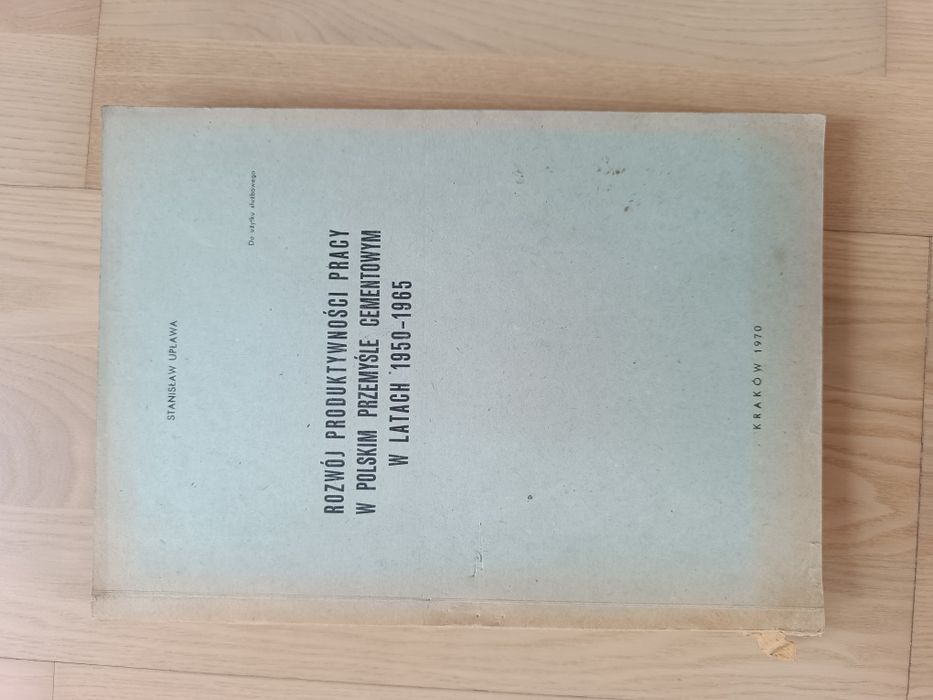 STANISŁAW UPŁAWA
Do użytku służbowego
ROZWÓJ PRODUKTYWNOŚCI PRACY
W POLSKIM PRZEMYŚLE CEMENTOWYM
W LATACH 1950-1965
KRAKÓW 1970